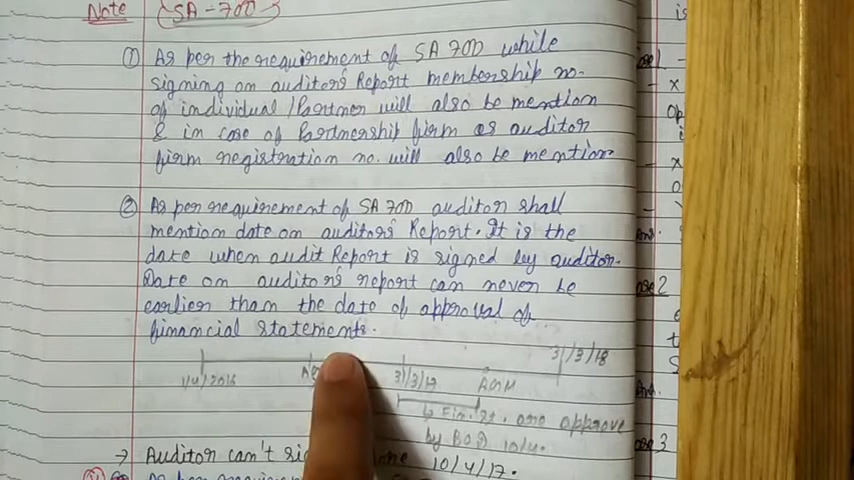 Note (SA-700)
① As per the requirement of SA 700 while
signing on auditor's Report membership no.
of individual / Partner will also be mention
& in case of Partnership firm as auditor
firm registration no. will also be mention
② As per requirement of SA 700 auditor shall
mention date on auditors Report. It is the
date when audit Report is signed by auditor.
Date on auditor's report can never be
earlier than the date of approval of
financial statements.
31/3/18
1/4/2016 31/3/17 AGM
↳ Fin. St. are approve
by BOD 10/4.
→ Auditor can't 10/4/17.
case 2
Ans.
case 3